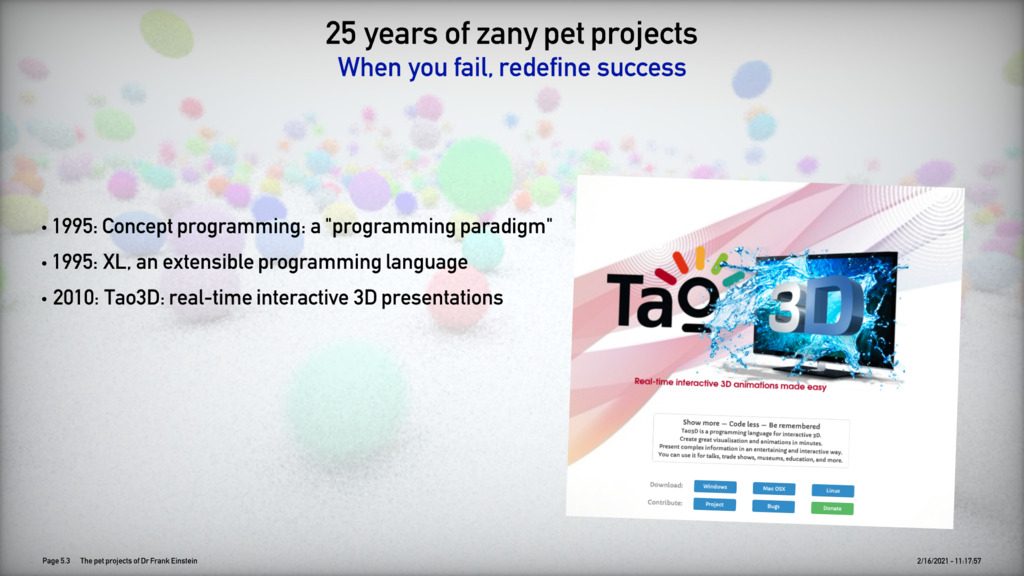 25 years of zany pet projects
When you fail, redefine success
• 1995: Concept programming: a "programming paradigm"
• 1995: XL, an extensible programming language
• 2010: Tao3D: real-time interactive 3D presentations
Tao 3D
Real-time interactive 3D animations made easy
Show more — Code less — Be remembered
Tao3D is a programming language for interactive 3D.
Create great visualisation and animations in minutes.
Present complex information in an entertaining and interactive way.
You can use it for talks, trade shows, museums, education, and more.
Download: Windows Mac OSX Linux
Contribute: Project Bugs Donate
Page 5.3 The pet projects of Dr Frank Einstein 2/16/2021 - 11:17:57